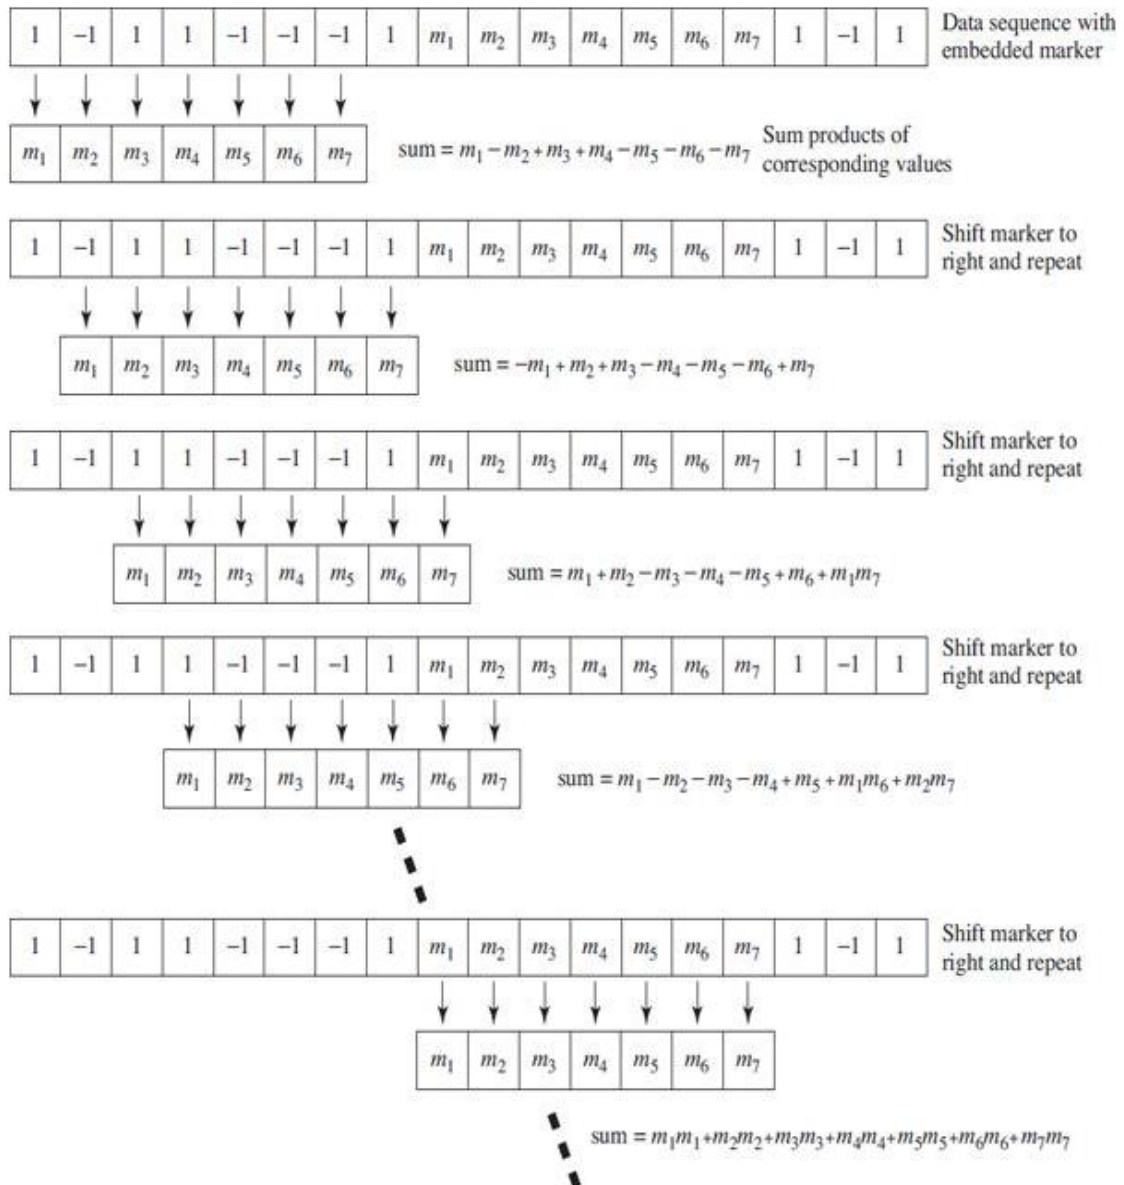 1 –1 1 1 –1 –1 –1 1 m₁ m₂ m₃ m₄ m₅ m₆ m₇ 1 –1 1 Data sequence with
embedded marker
m₁ m₂ m₃ m₄ m₅ m₆ m₇ sum = m₁ – m₂ + m₃ + m₄ – m₅ – m₆ – m₇ Sum products of
corresponding values
1 –1 1 1 –1 –1 –1 1 m₁ m₂ m₃ m₄ m₅ m₆ m₇ 1 –1 1 Shift marker to
right and repeat
m₁ m₂ m₃ m₄ m₅ m₆ m₇ sum = –m₁ + m₂ + m₃ – m₄ – m₅ – m₆ + m₇
1 –1 1 1 –1 –1 –1 1 m₁ m₂ m₃ m₄ m₅ m₆ m₇ 1 –1 1 Shift marker to
right and repeat
m₁ m₂ m₃ m₄ m₅ m₆ m₇ sum = m₁ + m₂ – m₃ – m₄ – m₅ + m₆ + m₁m₇
1 –1 1 1 –1 –1 –1 1 m₁ m₂ m₃ m₄ m₅ m₆ m₇ 1 –1 1 Shift marker to
right and repeat
m₁ m₂ m₃ m₄ m₅ m₆ m₇ sum = m₁ – m₂ – m₃ – m₄ + m₅ + m₁m₆ + m₂m₇
1 –1 1 1 –1 –1 –1 1 m₁ m₂ m₃ m₄ m₅ m₆ m₇ 1 –1 1 Shift marker to
right and repeat
m₁ m₂ m₃ m₄ m₅ m₆ m₇
sum = m₁m₁+m₂m₂+m₃m₃+m₄m₄+m₅m₅+m₆m₆+m₇m₇